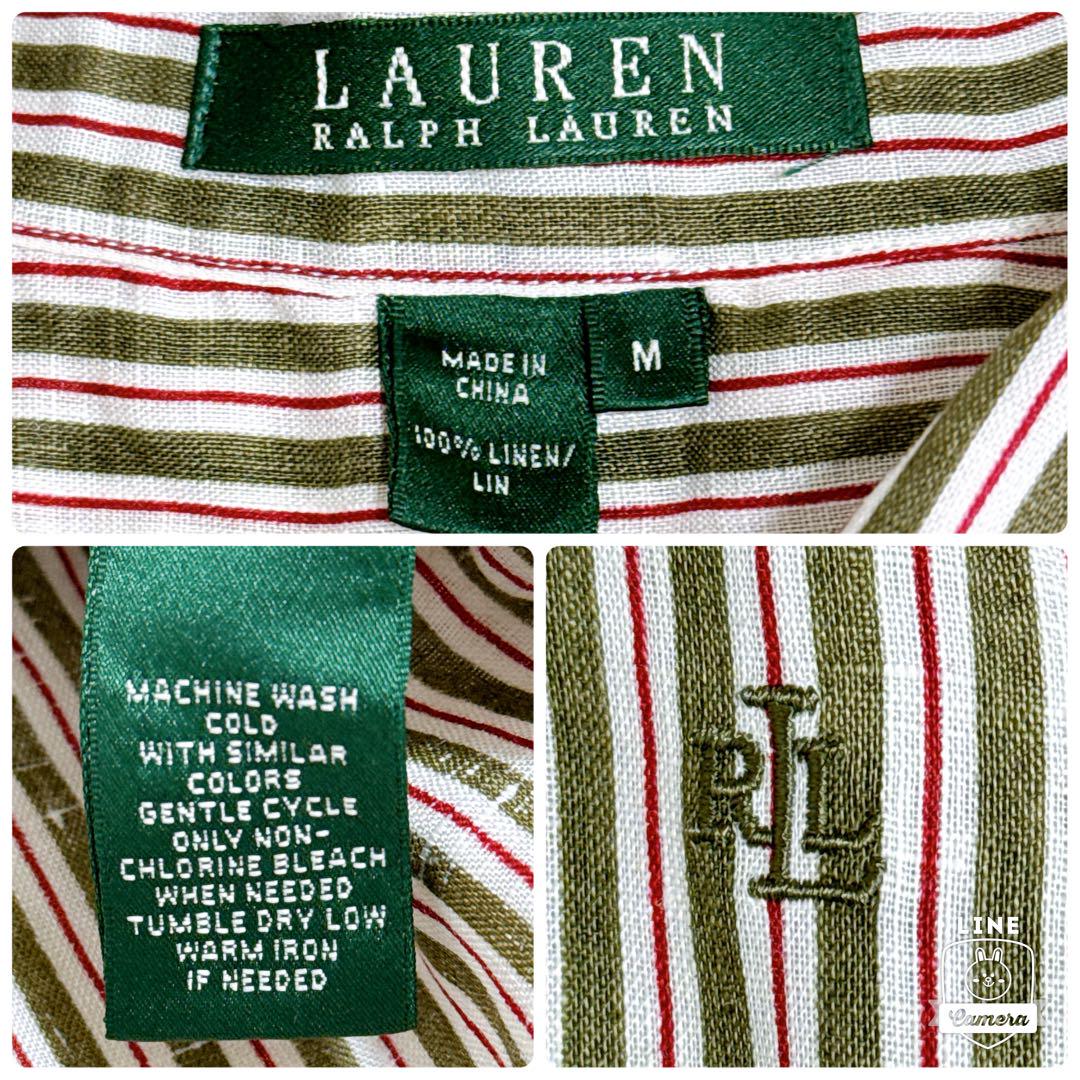 LAUREN
RALPH LAUREN
MADE IN
CHINA
100% LINEN/
LIN
M
MACHINE WASH
COLD
WITH SIMILAR
COLORS
GENTLE CYCLE
ONLY NON-
CHLORINE BLEACH
WHEN NEEDED
TUMBLE DRY LOW
WARM IRON
IF NEEDED
RLL
LINE
Camera